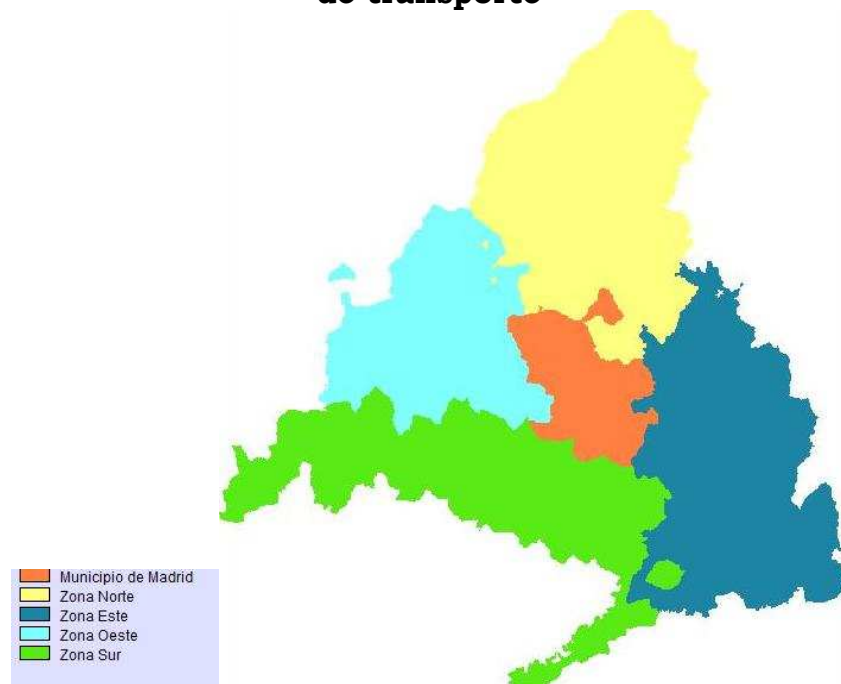 de transporte
Municipio de Madrid
Zona Norte
Zona Este
Zona Oeste
Zona Sur